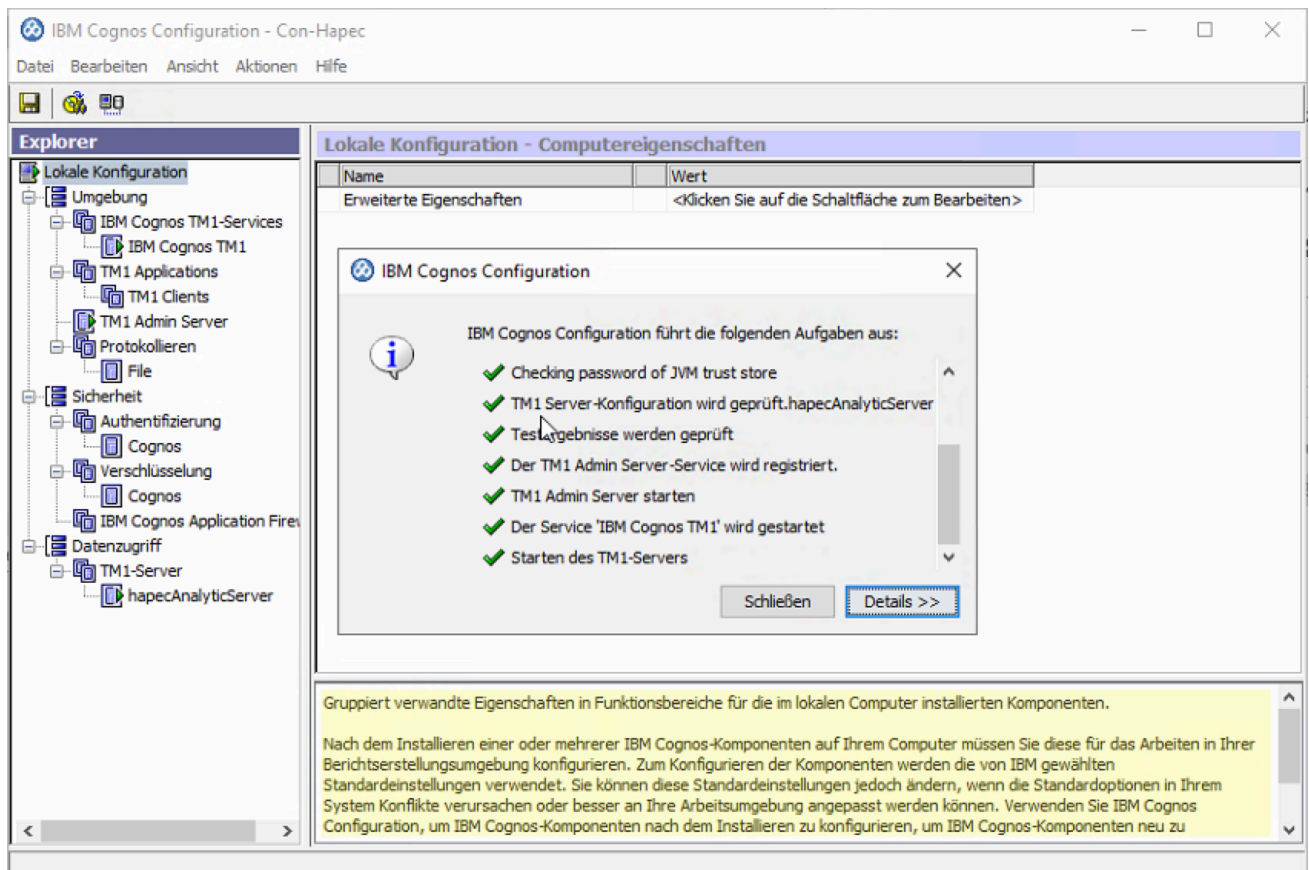 IBM Cognos Configuration - Con-Hapec
Datei Bearbeiten Ansicht Aktionen Hilfe
Explorer
Lokale Konfiguration
Umgebung
IBM Cognos TM1-Services
IBM Cognos TM1
TM1 Applications
TM1 Clients
TM1 Admin Server
Protokollieren
File
Sicherheit
Authentifizierung
Cognos
Verschlüsselung
Cognos
IBM Cognos Application Firew
Datenzugriff
TM1-Server
hapecAnalyticServer
Lokale Konfiguration - Computereigenschaften
Name Wert
Erweiterte Eigenschaften <Klicken Sie auf die Schaltfläche zum Bearbeiten>
IBM Cognos Configuration
IBM Cognos Configuration führt die folgenden Aufgaben aus:
Checking password of JVM trust store
TM1 Server-Konfiguration wird geprüft.hapecAnalyticServer
Testergebnisse werden geprüft
Der TM1 Admin Server-Service wird registriert.
TM1 Admin Server starten
Der Service 'IBM Cognos TM1' wird gestartet
Starten des TM1-Servers
Schließen Details >>
Gruppiert verwandte Eigenschaften in Funktionsbereiche für die im lokalen Computer installierten Komponenten.
Nach dem Installieren einer oder mehrerer IBM Cognos-Komponenten auf Ihrem Computer müssen Sie diese für das Arbeiten in Ihrer
Berichtserstellungsumgebung konfigurieren. Zum Konfigurieren der Komponenten werden die von IBM gewählten
Standardeinstellungen verwendet. Sie können diese Standardeinstellungen jedoch ändern, wenn die Standardoptionen in Ihrem
System Konflikte verursachen oder besser an Ihre Arbeitsumgebung angepasst werden können. Verwenden Sie IBM Cognos
Configuration, um IBM Cognos-Komponenten nach dem Installieren zu konfigurieren, um IBM Cognos-Komponenten neu zu